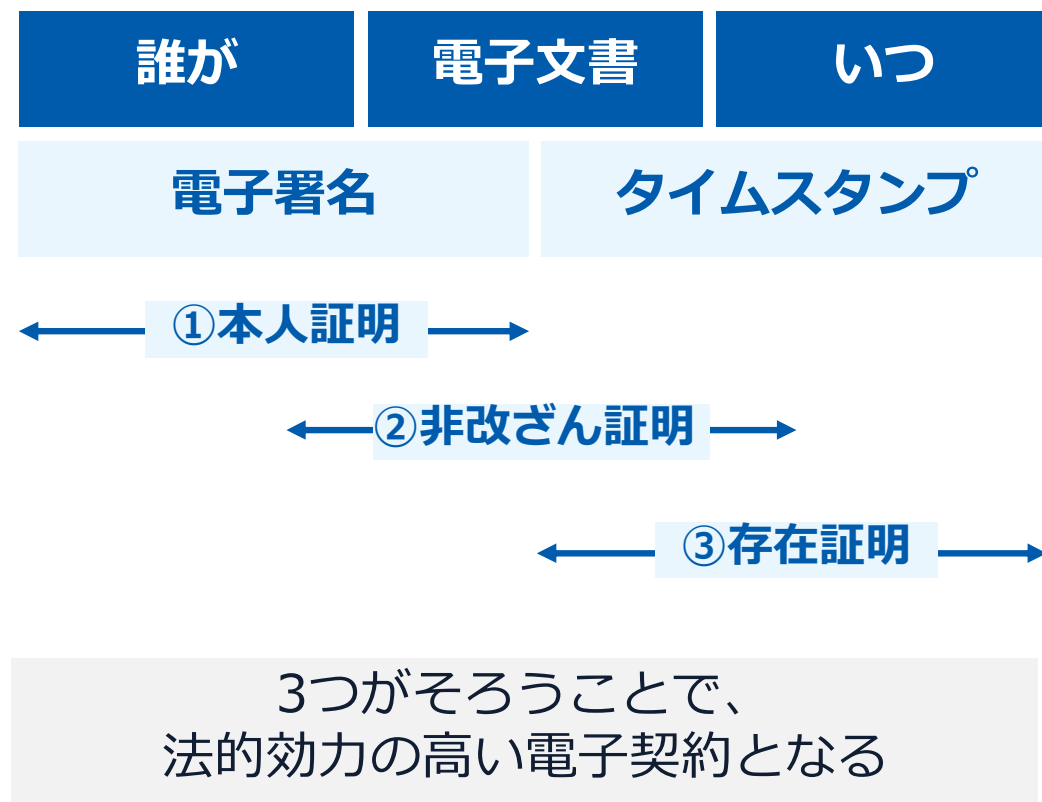 誰が
電子文書
いつ
電子署名
タイムスタンプ
①本人証明
②非改ざん証明
③存在証明
3つがそろうことで、
法的効力の高い電子契約となる